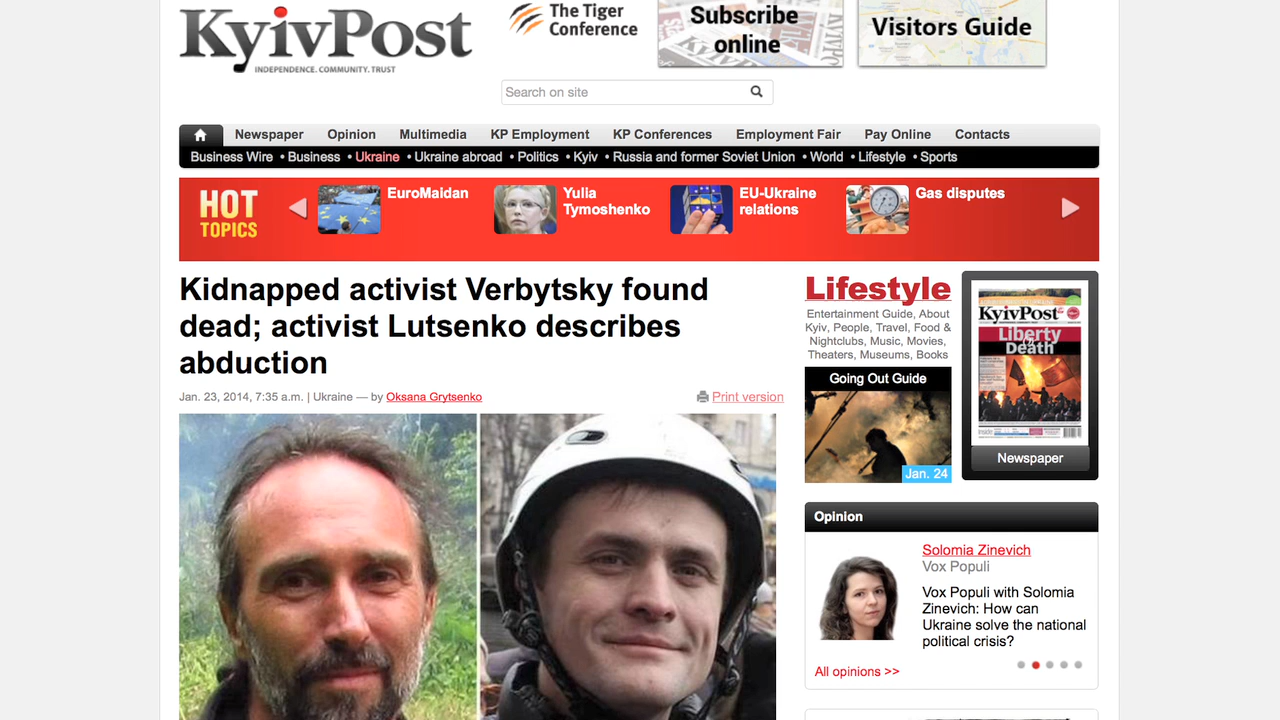 KyivPost
INDEPENDENCE. COMMUNITY. TRUST
The Tiger
Conference
Subscribe
online
Visitors Guide
Search on site
Newspaper Opinion Multimedia KP Employment KP Conferences Employment Fair Pay Online Contacts
Business Wire • Business • Ukraine • Ukraine abroad • Politics • Kyiv • Russia and former Soviet Union • World • Lifestyle • Sports
HOT
TOPICS
EuroMaidan
Yulia
Tymoshenko
EU-Ukraine
relations
Gas disputes
Kidnapped activist Verbytsky found
dead; activist Lutsenko describes
abduction
Jan. 23, 2014, 7:35 a.m. | Ukraine — by Oksana Grytsenko
Print version
Lifestyle
Entertainment Guide, About
Kyiv, People, Travel, Food &
Nightclubs, Music, Movies,
Theaters, Museums, Books
Going Out Guide
Jan. 24
KyivPost
Liberty
Or
Death
Newspaper
Opinion
Solomia Zinevich
Vox Populi
Vox Populi with Solomia
Zinevich: How can
Ukraine solve the national
political crisis?
All opinions >>